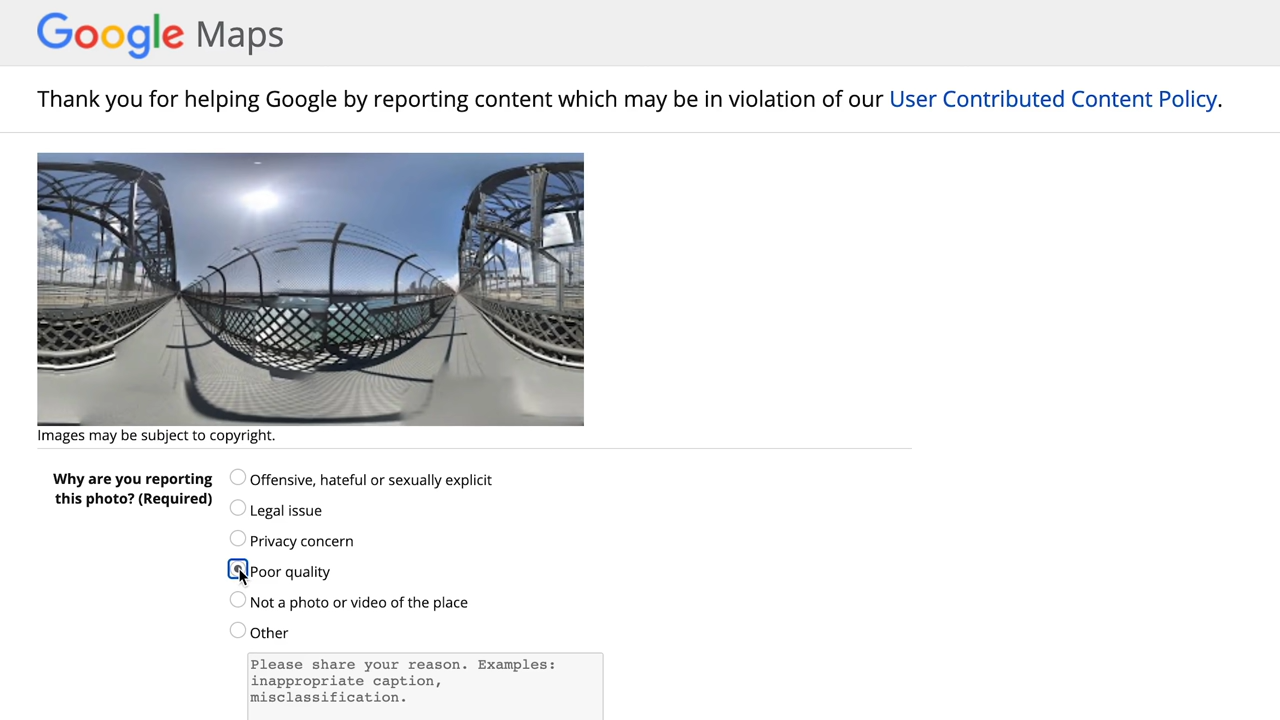 Google Maps
Thank you for helping Google by reporting content which may be in violation of our User Contributed Content Policy.
Images may be subject to copyright.
Why are you reporting
this photo? (Required)
Offensive, hateful or sexually explicit
Legal issue
Privacy concern
Poor quality
Not a photo or video of the place
Other
Please share your reason. Examples:
inappropriate caption,
misclassification.